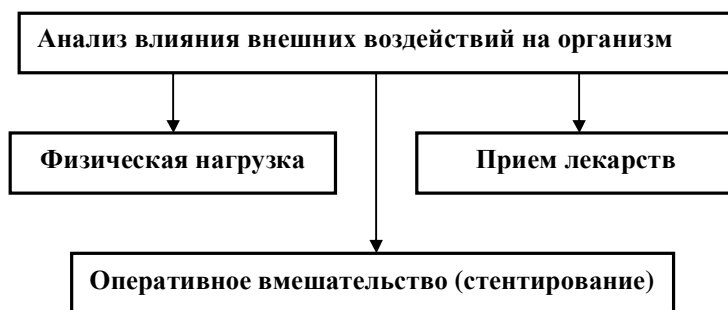 Анализ влияния внешних воздействий на организм
Физическая нагрузка
Прием лекарств
Оперативное вмешательство (стентирование)